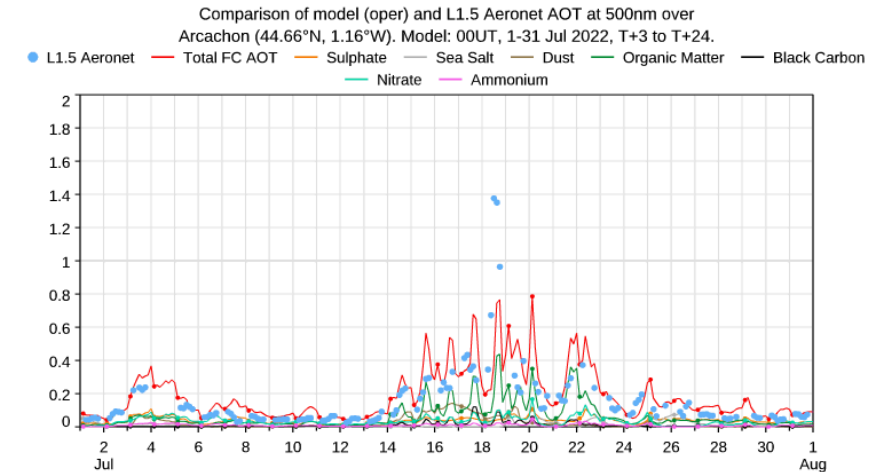 Comparison of model (oper) and L1.5 Aeronet AOT at 500nm over
Arcachon (44.66°N, 1.16°W). Model: 00UT, 1-31 Jul 2022, T+3 to T+24.
L1.5 Aeronet Total FC AOT Sulphate Sea Salt Dust Organic Matter Black Carbon
Nitrate Ammonium
2
1.8
1.6
1.4
1.2
1
0.8
0.6
0.4
0.2
0
2 4 6 8 10 12 14 16 18 20 22 24 26 28 30 1
Jul Aug